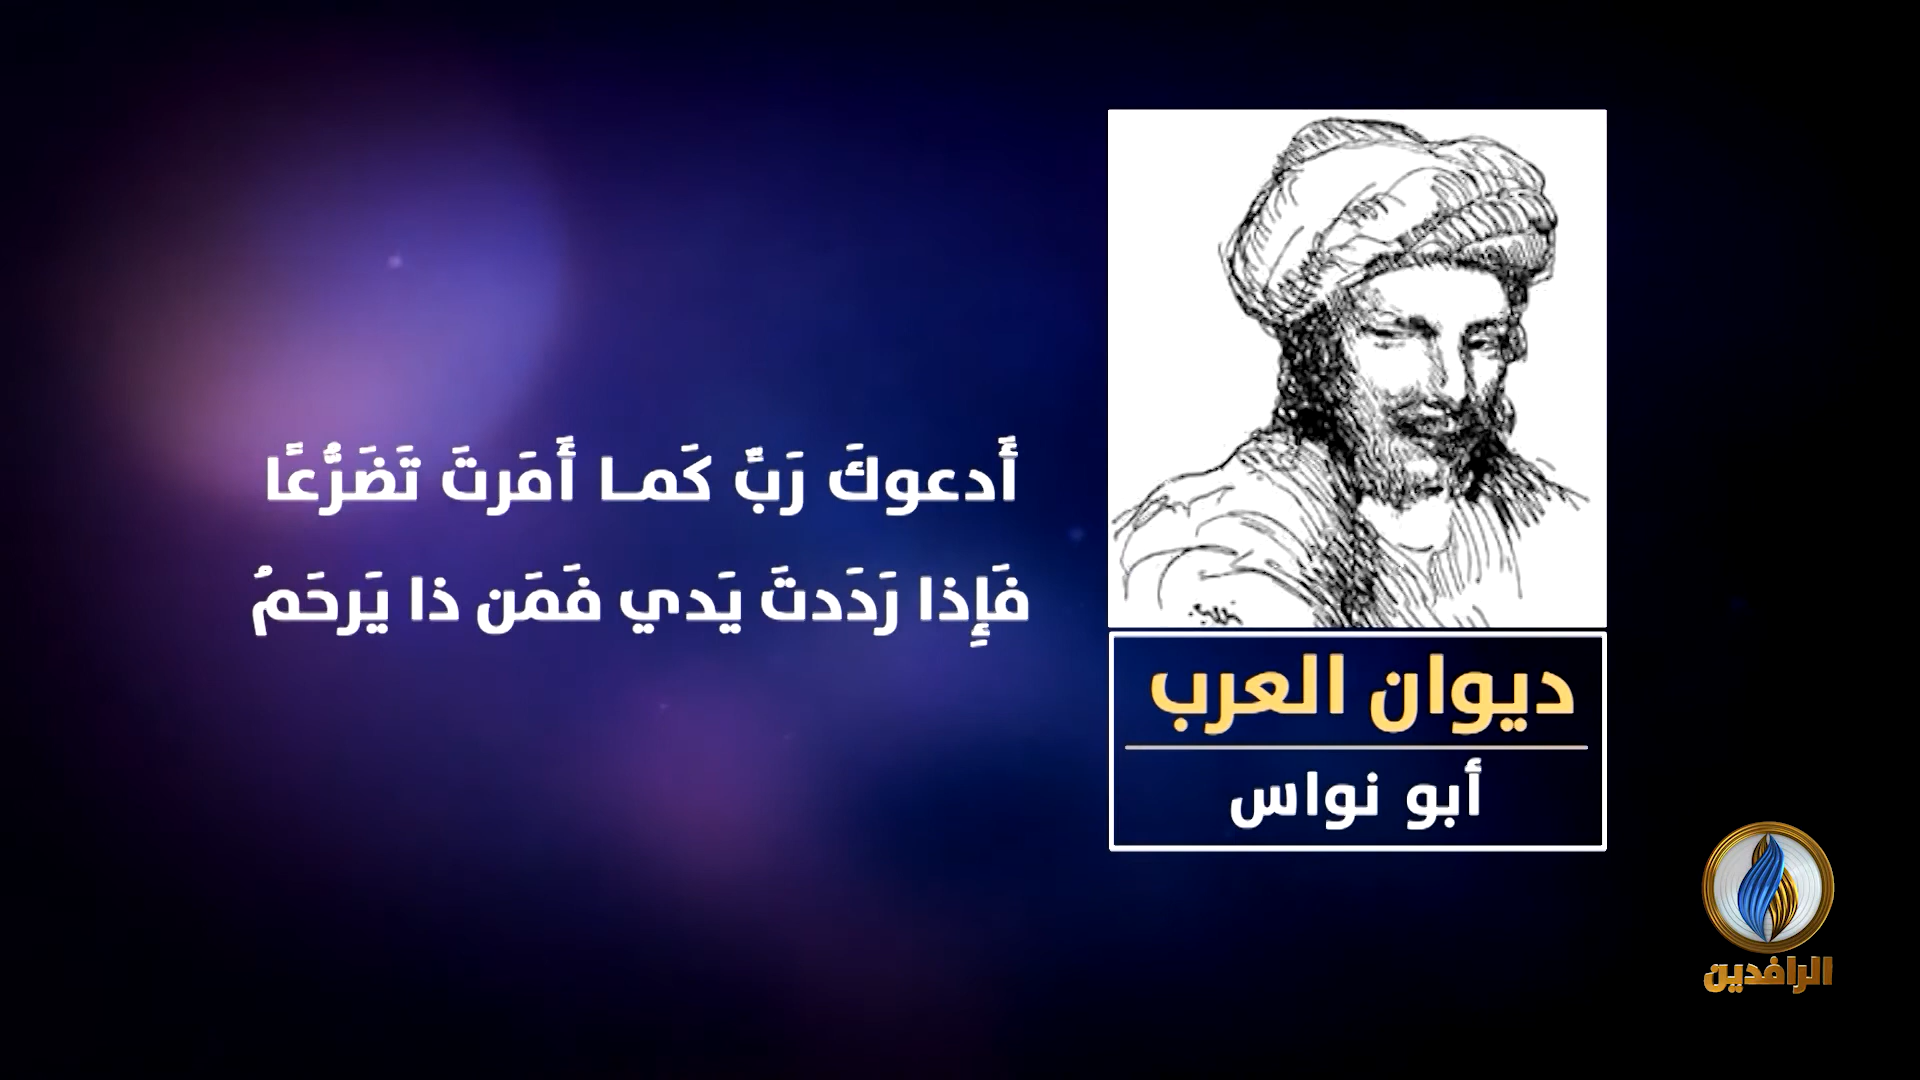 أَدعوكَ رَبِّ كَما أَمَرتَ تَضَرُّعًا
فَإِذا رَدَدتَ يَدي فَمَن ذا يَرحَمُ
ديوان العرب
أبو نواس
الرافدين